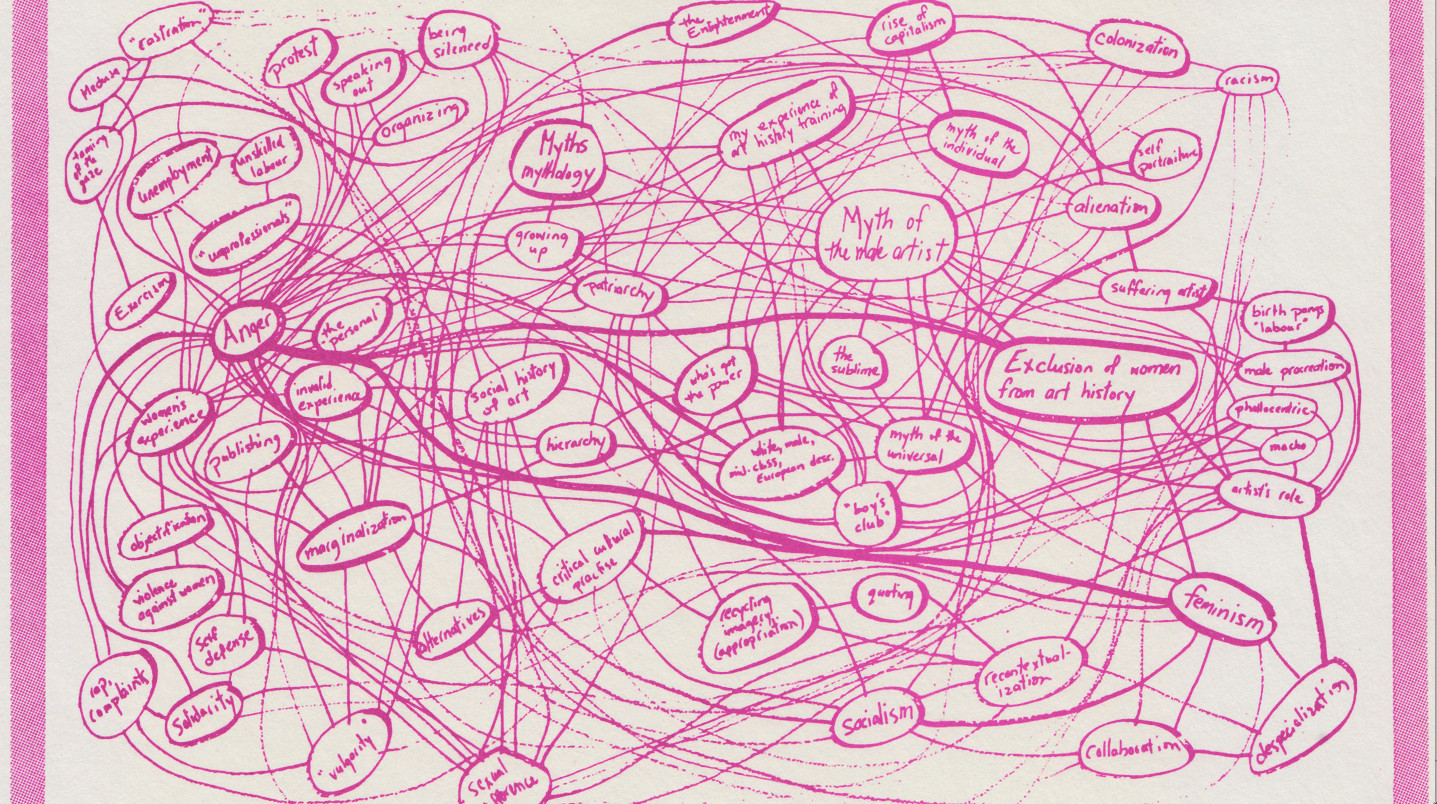 "castration"
Medusa
taming
of the
gaze
protest
speaking
out
being
silenced
organizing
the
Enlightenment
rise of
capitalism
colonization
racism
unemployment
unskilled
labour
"unprofessionals"
Myths
mythology
my experience of
art history training
myth of the
individual
self
portraiture
alienation
growing
up
Myth of
the male artist
patriarchy
suffering artist
birth pangs
"labour"
Exorcism
Anger
the
"personal"
invalid
experience
social history
of art
who's got
the power
the
sublime
Exclusion of women
from art history
male procreation
phallocentric
macho
artist's role
women's
experience
publishing
hierarchy
white, male,
mid.class,
European desc.
myth of the
universal
"boy's
club"
objectification
marginalization
critical cultural
practise
violence
against women
self
defense
alternatives
recycling
imagery
(appropriation)
quoting
feminism
recontextual-
ization
complaints
solidarity
"vulgarity"
sexual
socialism
collaboration
despecialization